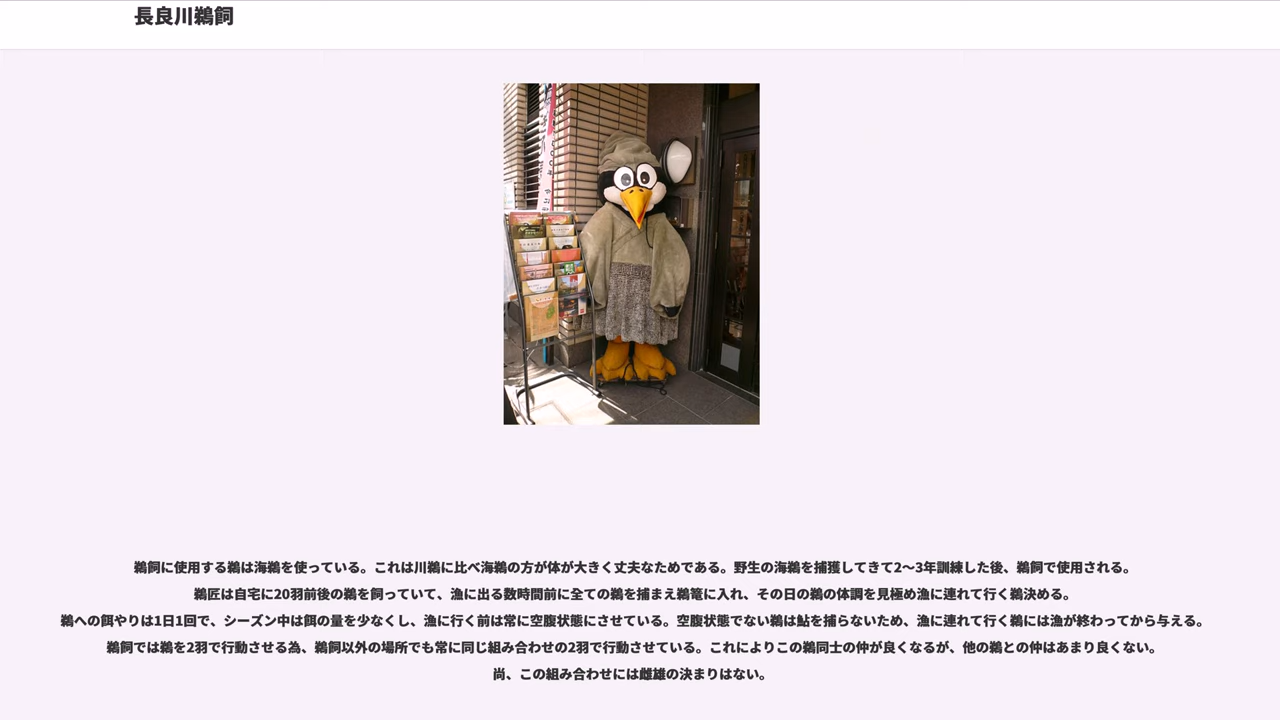 長良川鵜飼
鵜飼に使用する鵜は海鵜を使っている。これは川鵜に比べ海鵜の方が体が大きく丈夫なためである。野生の海鵜を捕獲してきて2〜3年訓練した後、鵜飼で使用される。
鵜匠は自宅に20羽前後の鵜を飼っていて、漁に出る数時間前に全ての鵜を捕まえ鵜篭に入れ、その日の鵜の体調を見極め漁に連れて行く鵜決める。
鵜への餌やりは1日1回で、シーズン中は餌の量を少なくし、漁に行く前は常に空腹状態にさせている。空腹状態でない鵜は鮎を捕らないため、漁に連れて行く鵜には漁が終わってから与える。
鵜飼では鵜を2羽で行動させる為、鵜飼以外の場所でも常に同じ組み合わせの2羽で行動させている。これによりこの鵜同士の仲が良くなるが、他の鵜との仲はあまり良くない。
尚、この組み合わせには雌雄の決まりはない。